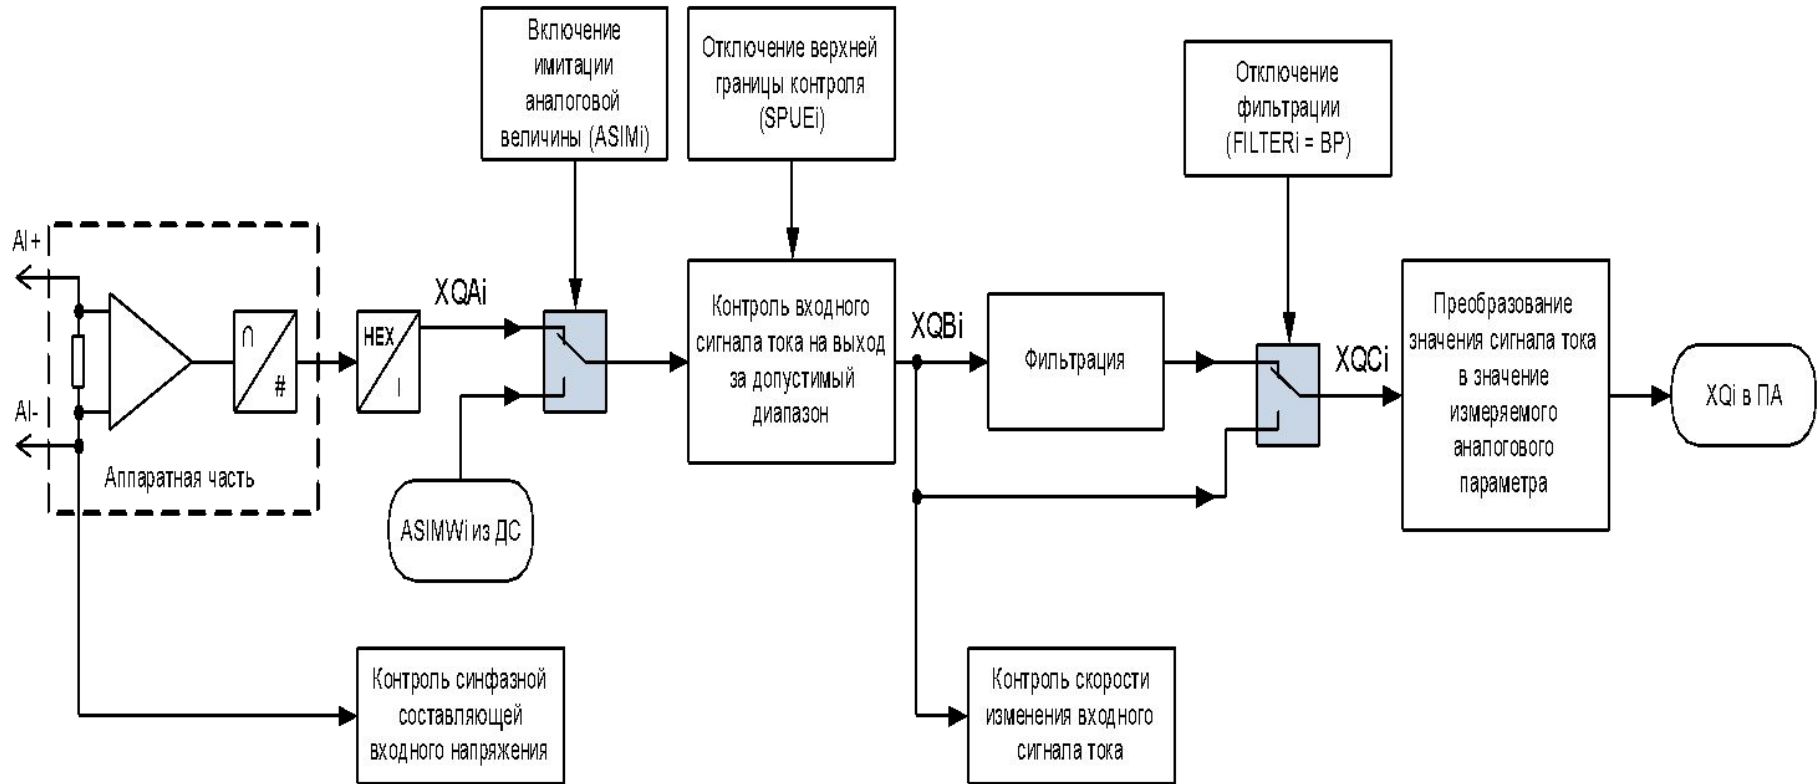 Включение
имитации
аналоговой
величины (ASIMi)
Отключение верхней
границы контроля
(SPUEi)
Отключение
фильтрации
(FILTERi = BP)
AI+
AI-
∩
#
Аппаратная часть
HEX
I
XQAi
ASIMWi из ДС
Контроль входного
сигнала тока на выход
за допустимый
диапазон
XQBi
Фильтрация
XQCi
Преобразование
значения сигнала тока
в значение
измеряемого
аналогового
параметра
XQi в ПА
Контроль синфазной
составляющей
входного напряжения
Контроль скорости
изменения входного
сигнала тока